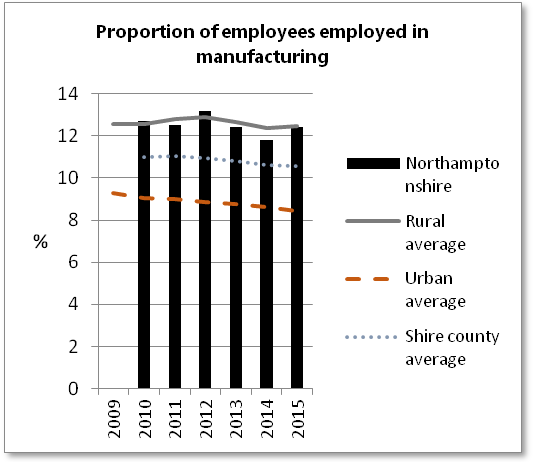 Proportion of employees employed in
manufacturing
14
12
10
8
6
4
2
0
%
2009
2010
2011
2012
2013
2014
2015
Northampto
nshire
Rural
average
Urban
average
Shire county
average